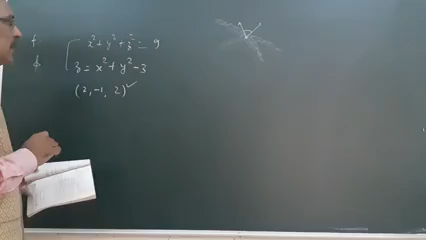 f x² + y² + z² = 9
z = x² + y² - 3
(2, -1, 2) ✓